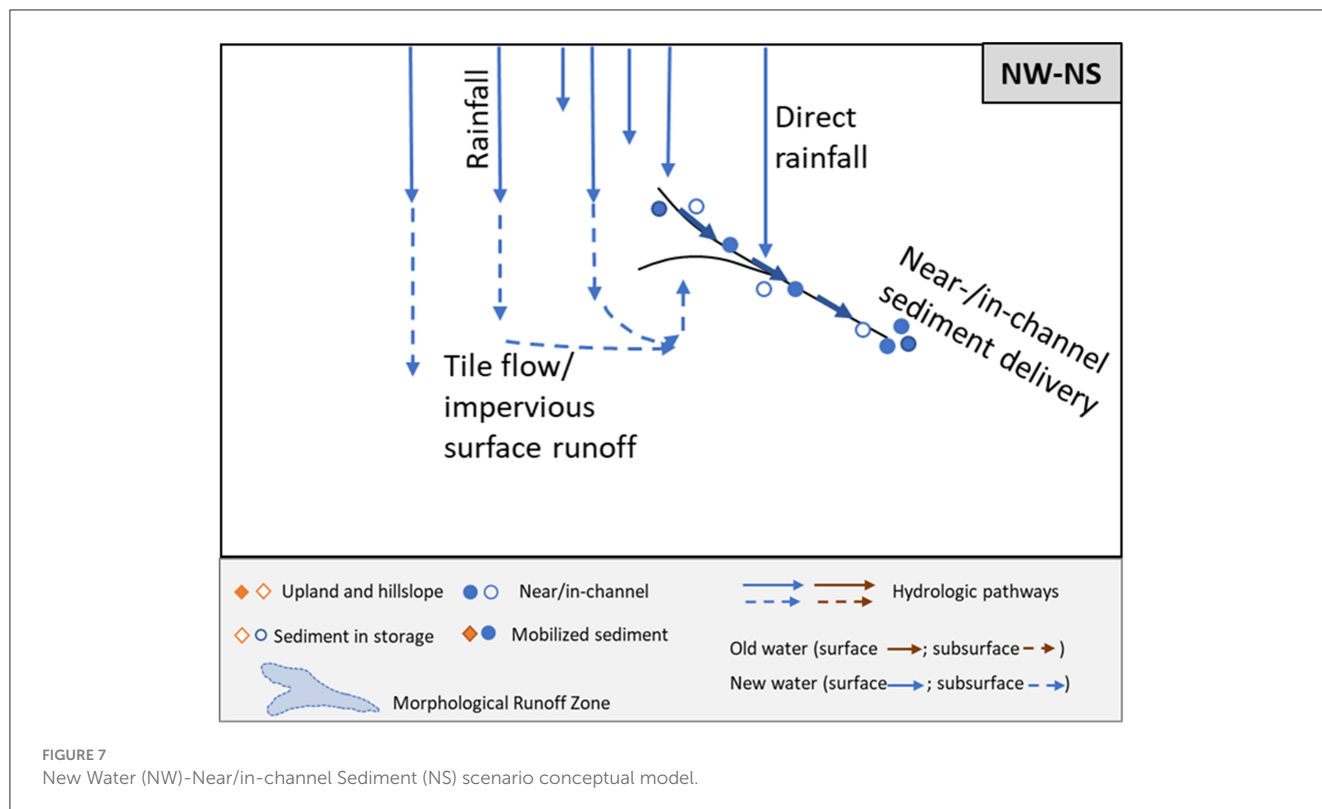 NW-NS
Rainfall
Direct
rainfall
Near-/in-channel
sediment delivery
Tile flow/
impervious
surface runoff
Upland and hillslope
Near/in-channel
Hydrologic pathways
Sediment in storage
Mobilized sediment
Old water (surface ; subsurface )
New water (surface ; subsurface )
Morphological Runoff Zone
FIGURE 7
New Water (NW)-Near/in-channel Sediment (NS) scenario conceptual model.